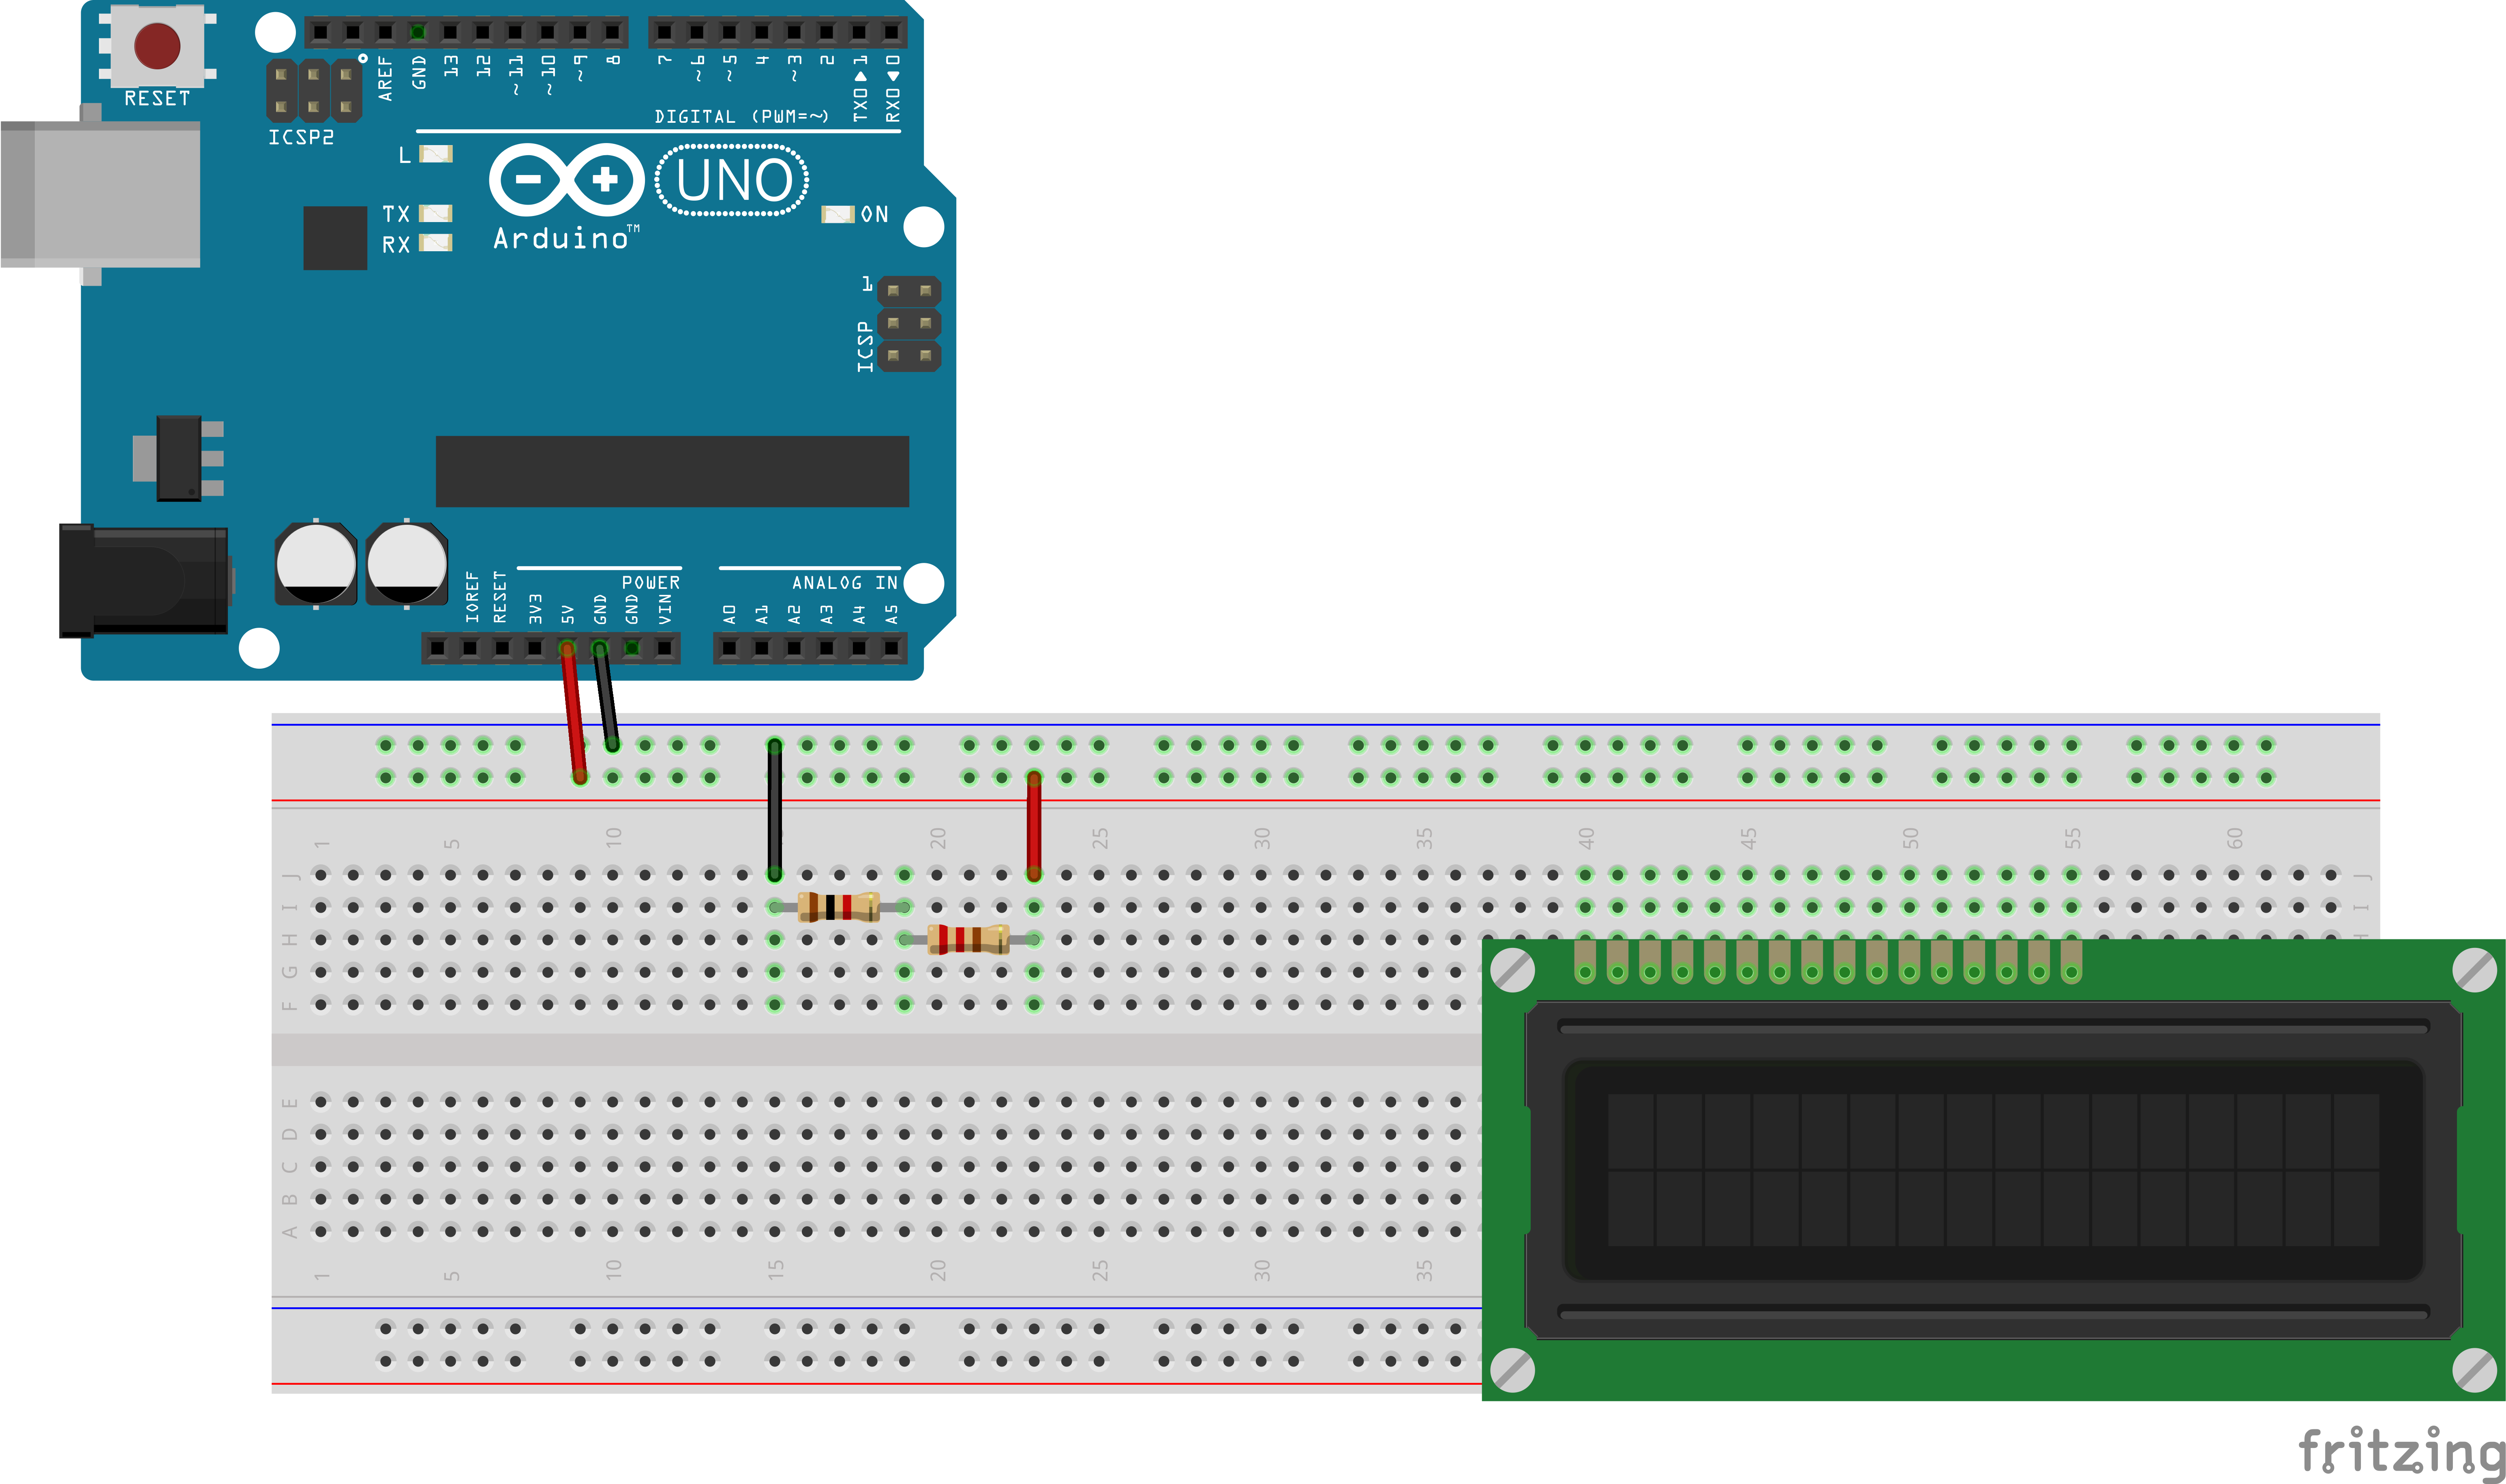 RESET
ICSP2
AREF
GND
13
12
~11
~10
~9
8
7
~6
~5
4
~3
2
TX0▶1
RX0◀0
DIGITAL (PWM=~)
L
TX
RX
Arduino™
UNO
ON
1
ICSP
IOREF
RESET
3V3
5V
GND
GND
VIN
POWER
A0
A1
A2
A3
A4
A5
ANALOG IN
1 5 10 20 25 30 35 40 45 50 55 60
J J
I I
H H
G
F
E
D
C
B
A
1 5 10 15 20 25 30 35
fritzing